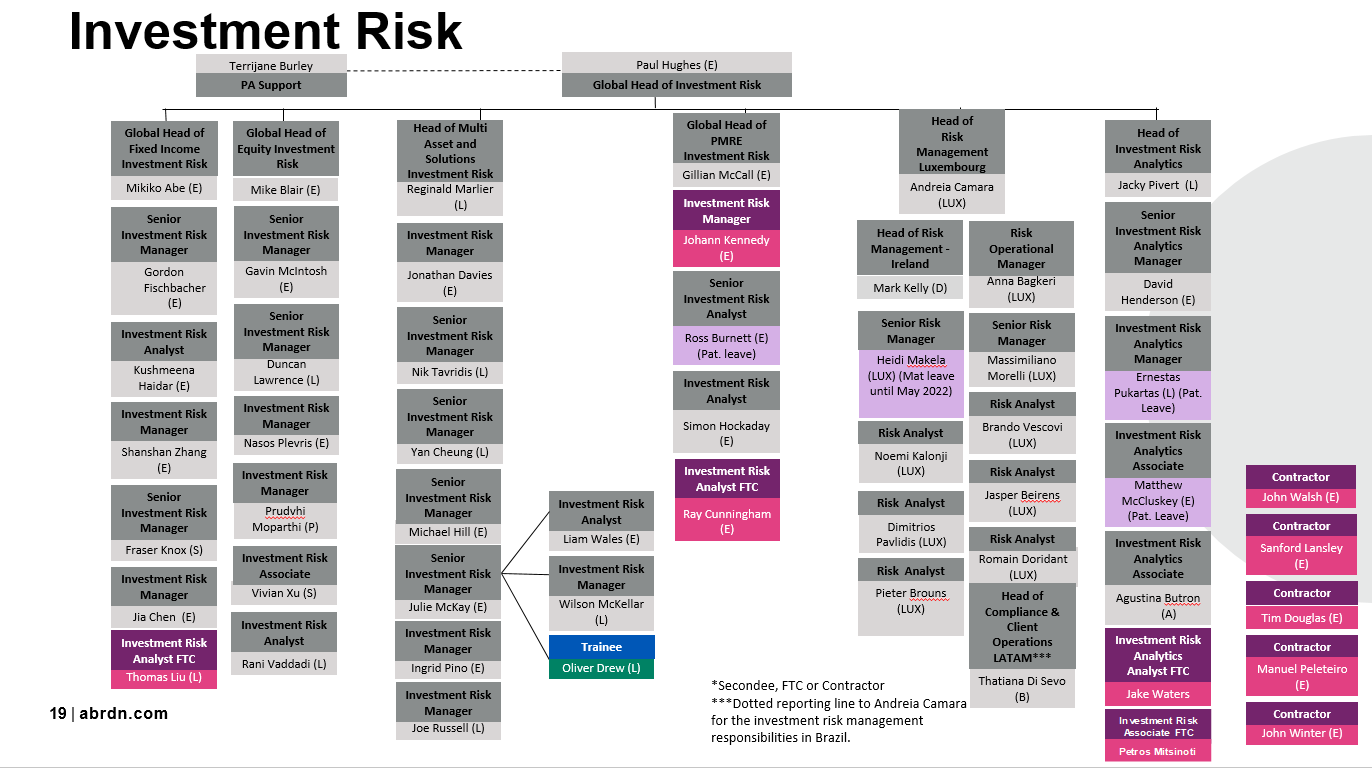 Investment Risk
Terrijane Burley
PA Support
Paul Hughes (E)
Global Head of Investment Risk
Global Head of
Fixed Income
Investment Risk
Mikiko Abe (E)
Senior
Investment Risk
Manager
Gordon
Fischbacher
(E)
Investment Risk
Analyst
Kushmeena
Haidar (E)
Investment Risk
Manager
Shanshan Zhang
(E)
Senior
Investment Risk
Manager
Fraser Knox (S)
Investment Risk
Manager
Jia Chen  (E)
Investment Risk
Analyst FTC
Thomas Liu (L)
Global Head of
Equity Investment
Risk
Mike Blair (E)
Senior
Investment Risk
Manager
Gavin McIntosh
(E)
Senior
Investment Risk
Manager
Duncan
Lawrence (L)
Investment Risk
Manager
Nasos Plevris (E)
Investment Risk
Manager
Prudvhi
Moparthi (P)
Investment Risk
Associate
Vivian Xu (S)
Investment Risk
Analyst
Rani Vaddadi (L)
Head of Multi
Asset and
Solutions
Investment Risk
Reginald Marlier
(L)
Investment Risk
Manager
Jonathan Davies
(E)
Senior
Investment Risk
Manager
Nik Tavridis (L)
Senior
Investment Risk
Manager
Yan Cheung (L)
Senior
Investment Risk
Manager
Michael Hill (E)
Senior
Investment Risk
Manager
Julie McKay (E)
Investment Risk
Manager
Ingrid Pino (E)
Investment Risk
Manager
Joe Russell (L)
Investment Risk
Analyst
Liam Wales (E)
Investment Risk
Manager
Wilson McKellar
(L)
Trainee
Oliver Drew (L)
Global Head of
PMRE
Investment Risk
Gillian McCall (E)
Investment Risk
Manager
Johann Kennedy
(E)
Senior
Investment Risk
Analyst
Ross Burnett (E)
(Pat. leave)
Investment Risk
Analyst
Simon Hockaday
(E)
Investment Risk
Analyst FTC
Ray Cunningham
(E)
Head of
Risk
Management
Luxembourg
Andreia Camara
(LUX)
Head of Risk
Management -
Ireland
Mark Kelly (D)
Senior Risk
Manager
Heidi Makela
(LUX) (Mat leave
until May 2022)
Risk Analyst
Noemi Kalonji
(LUX)
Risk  Analyst
Dimitrios
Pavlidis (LUX)
Risk  Analyst
Pieter Brouns
(LUX)
Risk
Operational
Manager
Anna Bagkeri
(LUX)
Senior Risk
Manager
Massimiliano
Morelli (LUX)
Risk Analyst
Brando Vescovi
(LUX)
Risk Analyst
Jasper Beirens
(LUX)
Risk Analyst
Romain Doridant
(LUX)
Head of
Compliance &
Client
Operations
LATAM***
Thatiana Di Sevo
(B)
Head of
Investment Risk
Analytics
Jacky Pivert  (L)
Senior
Investment Risk
Analytics
Manager
David
Henderson (E)
Investment Risk
Analytics
Manager
Ernestas
Pukartas (L) (Pat.
Leave)
Investment Risk
Analytics
Associate
Matthew
McCluskey (E)
(Pat. Leave)
Investment Risk
Analytics
Associate
Agustina Butron
(A)
Investment Risk
Analytics
Analyst FTC
Jake Waters
Investment Risk
Associate FTC
Petros Mitsinoti
Contractor
John Walsh (E)
Contractor
Sanford Lansley
(E)
Contractor
Tim Douglas (E)
Contractor
Manuel Peleteiro
(E)
Contractor
John Winter (E)
*Secondee, FTC or Contractor
***Dotted reporting line to Andreia Camara
for the investment risk management
responsibilities in Brazil.
19 | abrdn.com